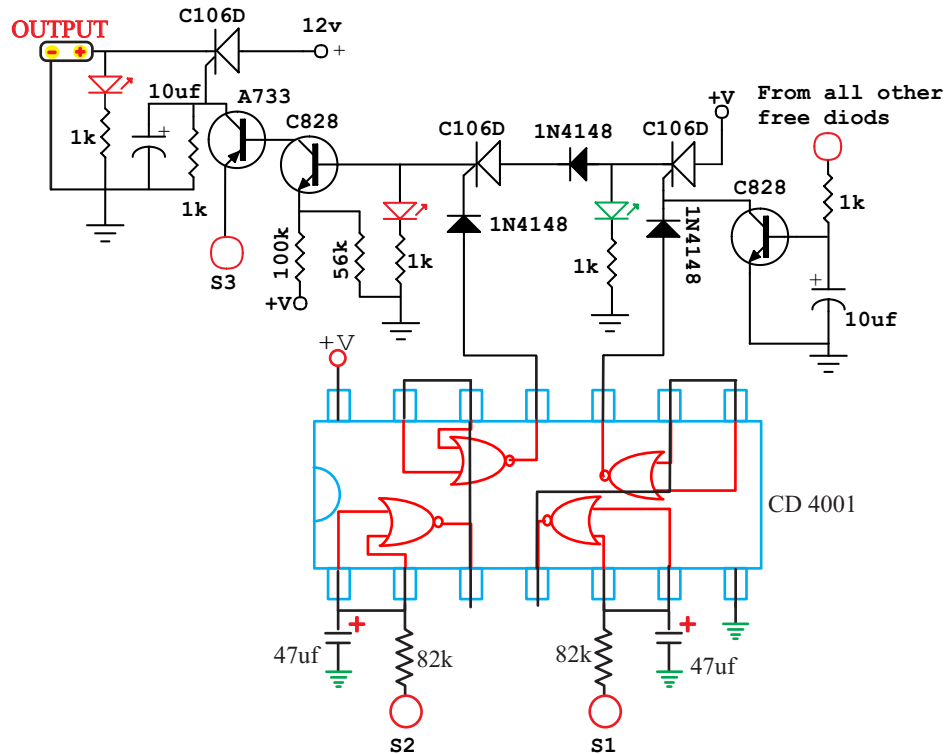 OUTPUT
C106D
12v
+
- +
10uf
+
1k
1k
A733
C828
S3
100k
56k
1k
+V
C106D
1N4148
1N4148
C106D
+V
1k
1N4148
From all other
free diods
1k
C828
+
10uf
+V
CD 4001
+
47uf
82k
S2
82k
S1
+
47uf